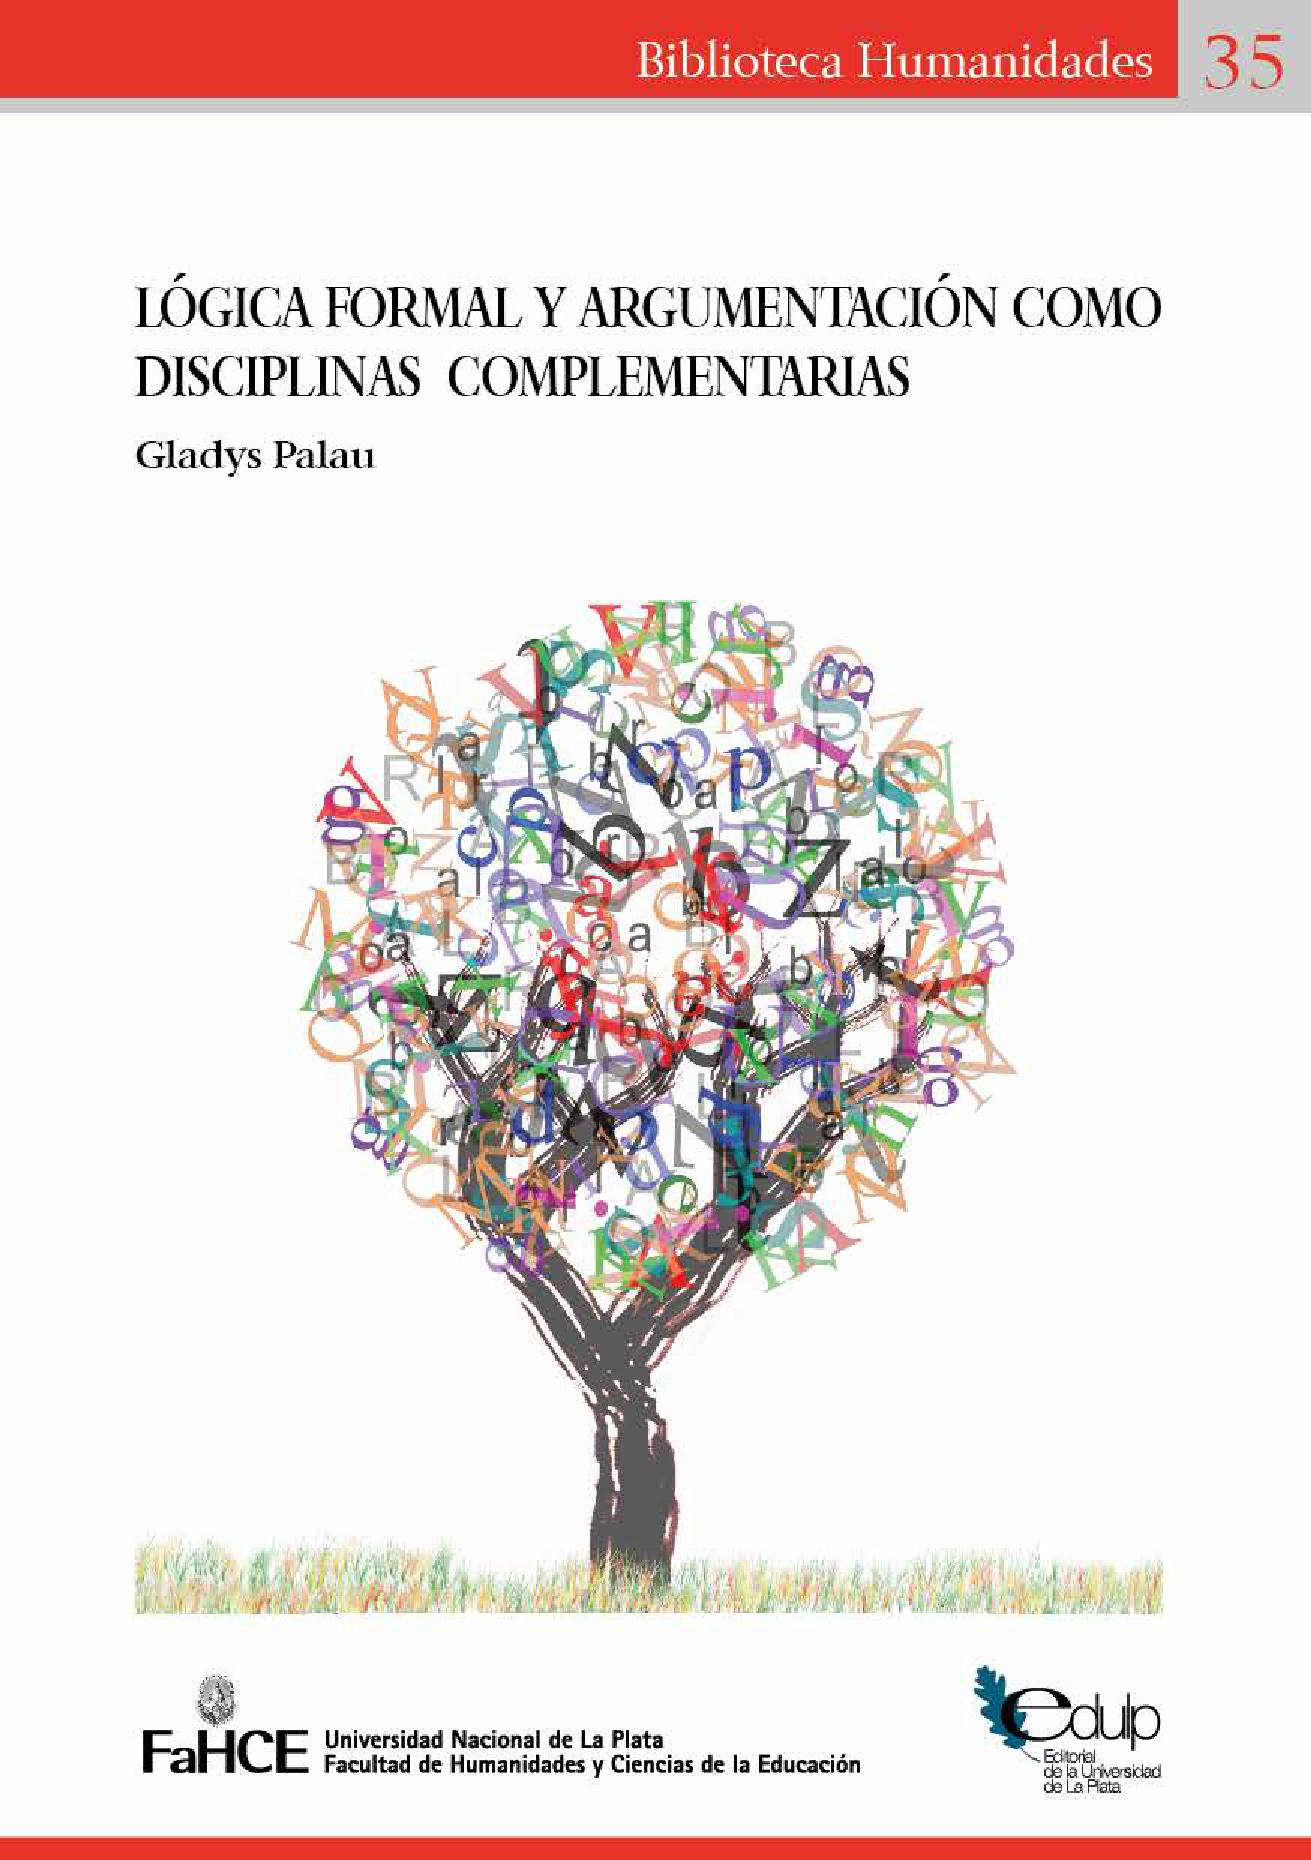 Biblioteca Humanidades 35
LÓGICA FORMAL Y ARGUMENTACIÓN COMO
DISCIPLINAS COMPLEMENTARIAS
Gladys Palau
FaHCE
Universidad Nacional de La Plata
Facultad de Humanidades y Ciencias de la Educación
edulp
Editorial
de la Universidad
de La Plata